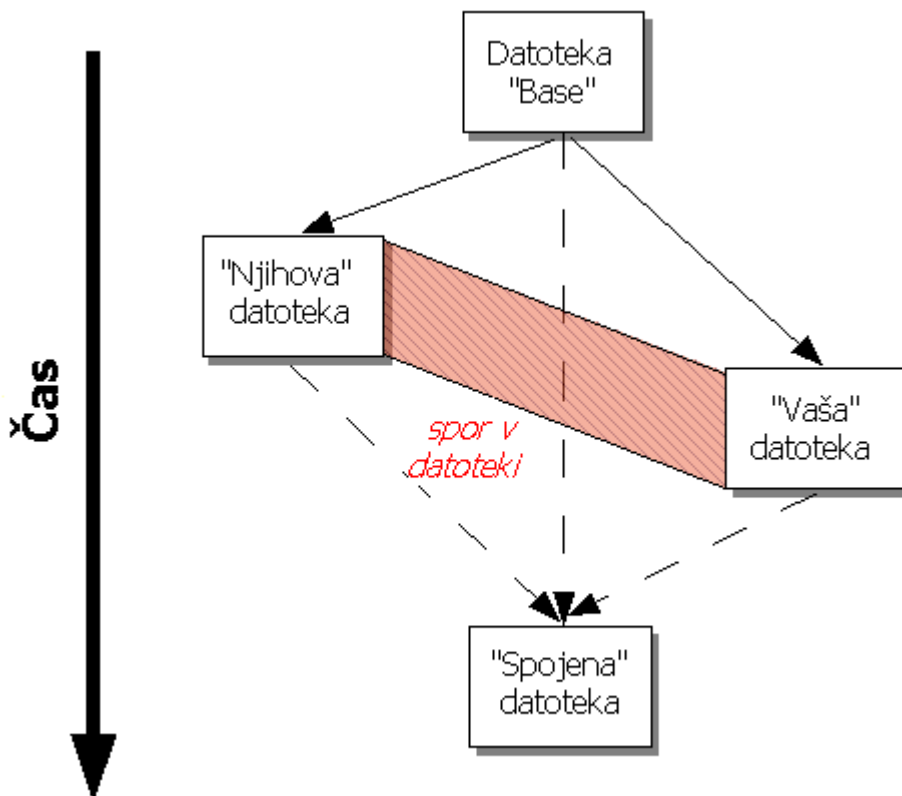 Datoteka
"Base"
"Njihova"
datoteka
Čas
spor v
datoteki
"Vaša"
datoteka
"Spojena"
datoteka